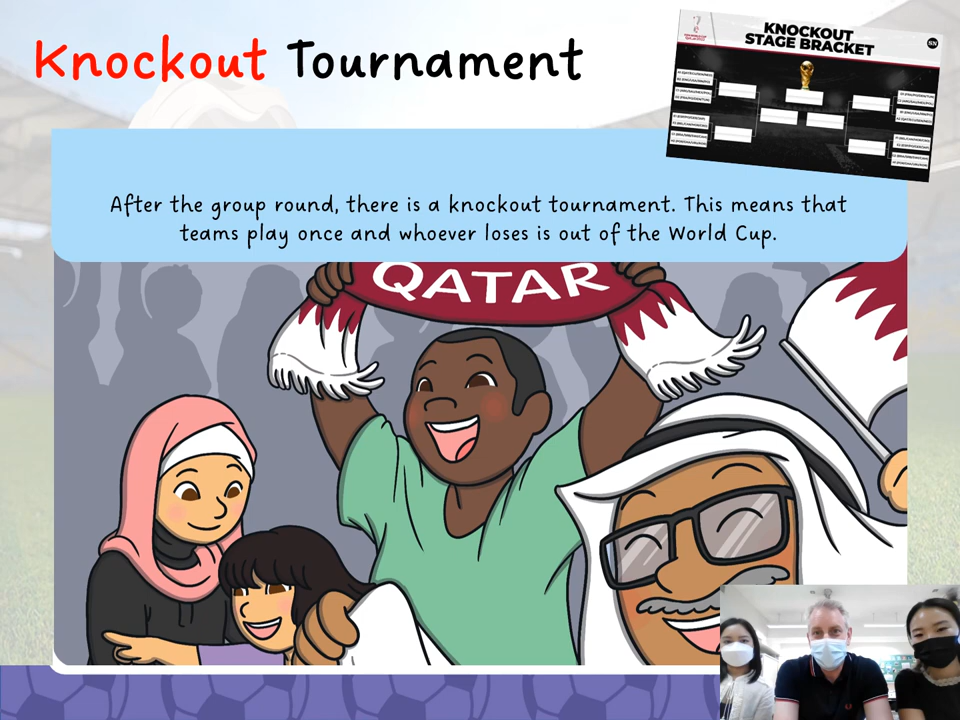 Knockout Tournament
KNOCKOUT
STAGE BRACKET
SN
After the group round, there is a knockout tournament. This means that
teams play once and whoever loses is out of the World Cup.
QATAR